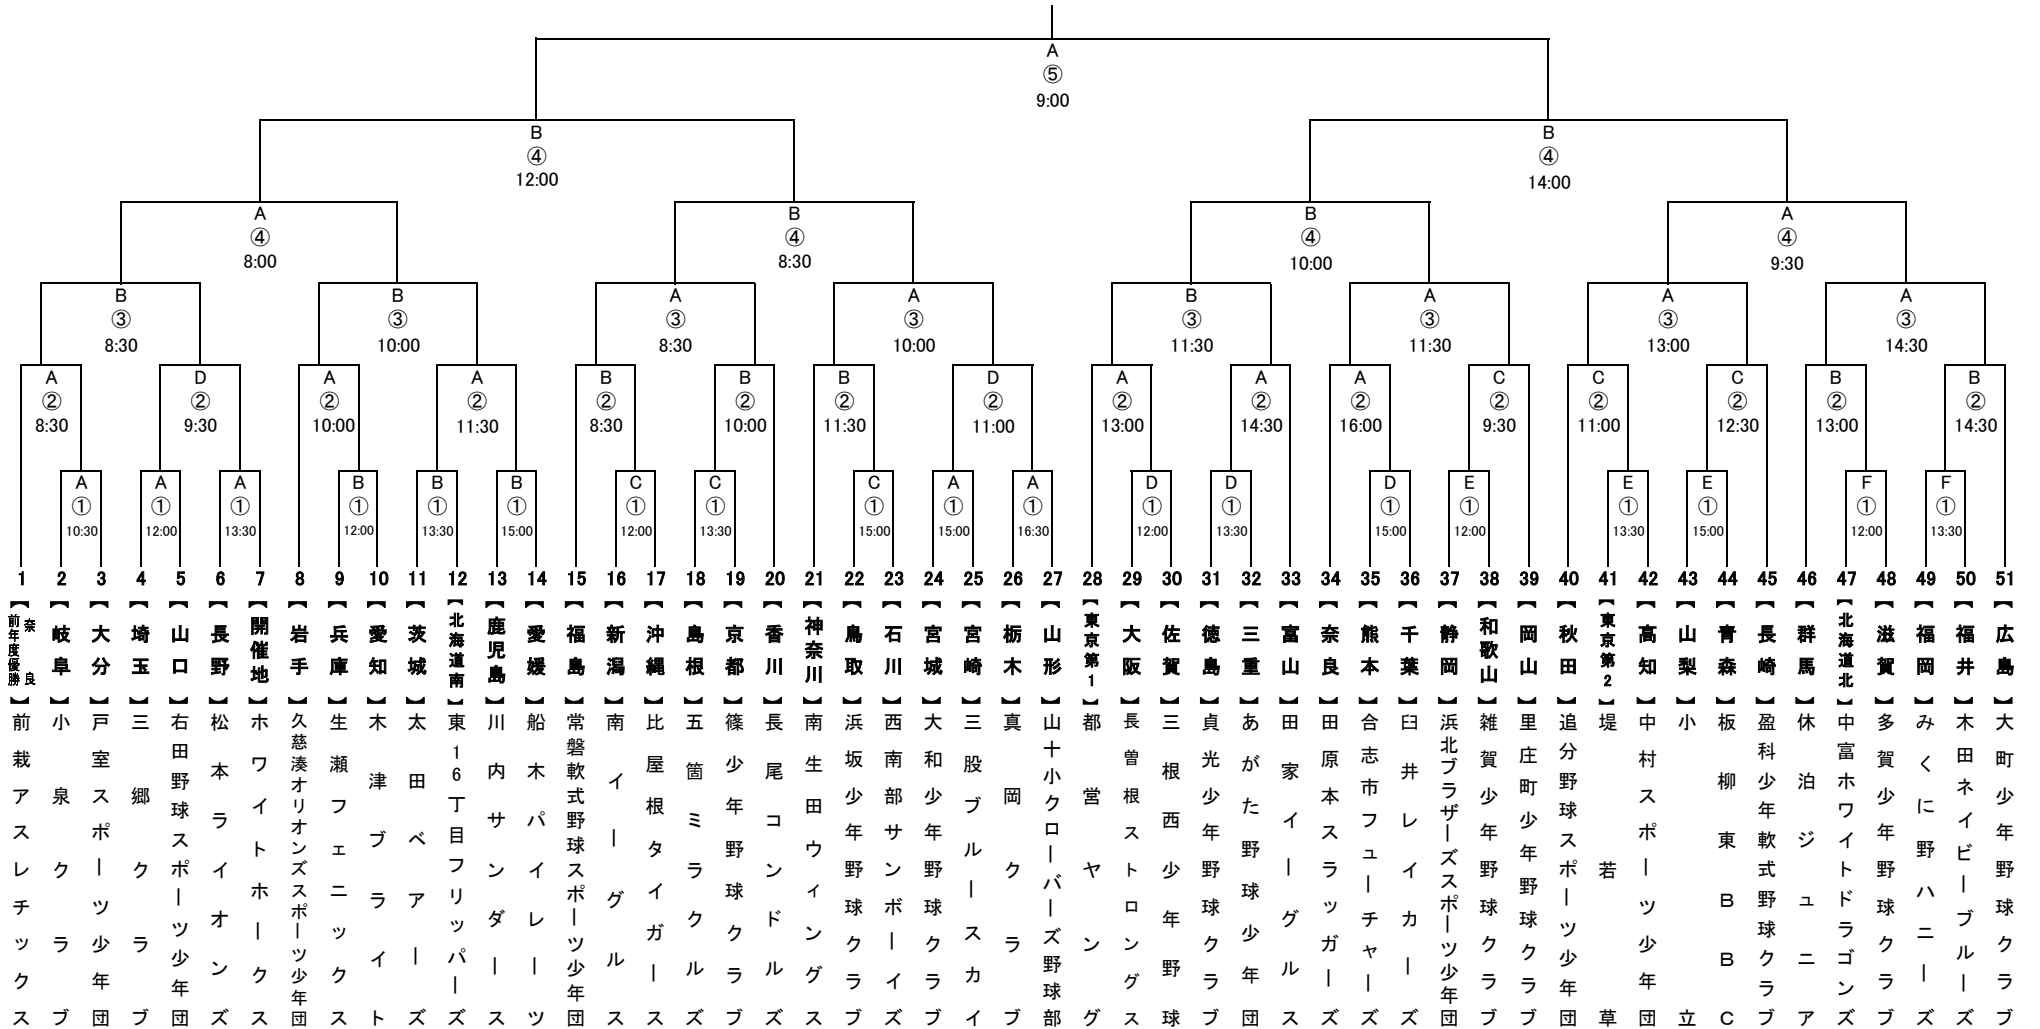 A
⑤
9:00
B
④
12:00
B
④
14:00
A
④
8:00
B
④
8:30
B
④
10:00
A
④
9:30
B
③
8:30
B
③
10:00
A
③
8:30
A
③
10:00
B
③
11:30
A
③
11:30
A
③
13:00
A
③
14:30
A
②
8:30
D
②
9:30
A
②
10:00
A
②
11:30
B
②
8:30
B
②
10:00
B
②
11:30
D
②
11:00
A
②
13:00
A
②
14:30
A
②
16:00
C
②
9:30
C
②
11:00
C
②
12:30
B
②
13:00
B
②
14:30
A
①
10:30
A
①
12:00
A
①
13:30
B
①
12:00
B
①
13:30
B
①
15:00
C
①
12:00
C
①
13:30
C
①
15:00
A
①
15:00
A
①
16:30
D
①
12:00
D
①
13:30
D
①
15:00
E
①
12:00
E
①
13:30
E
①
15:00
F
①
12:00
F
①
13:30
1
【前年度優勝 奈良】
前栽アスレチックス
2
【岐阜】
小泉クラブ
3
【大分】
戸室スポーツ少年団
4
【埼玉】
三郷クラブ
5
【山口】
右田野球スポーツ少年団
6
【長野】
松本ライオンズ
7
【開催地】
ホワイトホークス
8
【岩手】
久慈湊オリオンズスポーツ少年団
9
【兵庫】
生瀬フェニックス
10
【愛知】
木津ブライト
11
【茨城】
太田ベアーズ
12
【北海道南】
東16丁目フリッパーズ
13
【鹿児島】
川内サンダース
14
【愛媛】
船木パイレーツ
15
【福島】
常磐軟式野球スポーツ少年団
16
【新潟】
南イーグルス
17
【沖縄】
比屋根タイガース
18
【島根】
五箇ミラクルズ
19
【京都】
篠少年野球クラブ
20
【香川】
長尾コンドルズ
21
【神奈川】
南生田ウィングス
22
【鳥取】
浜坂少年野球クラブ
23
【石川】
西南部サンボーイズ
24
【宮城】
大和少年野球クラブ
25
【宮崎】
三股ブルースカイ
26
【栃木】
真岡クラブ
27
【山形】
山十小クローバーズ野球部
28
【東京第1】
都営ヤング
29
【大阪】
長曽根ストロングス
30
【佐賀】
三根西少年野球
31
【徳島】
貞光少年野球クラブ
32
【三重】
あがた野球少年団
33
【富山】
田家イーグルス
34
【奈良】
田原本スラッガーズ
35
【熊本】
合志市フューチャーズ
36
【千葉】
臼井レイカーズ
37
【静岡】
浜北ブラザーズスポーツ少年団
38
【和歌山】
雑賀少年野球クラブ
39
【岡山】
里庄町少年野球クラブ
40
【秋田】
追分野球スポーツ少年団
41
【東京第2】
堤若草
42
【高知】
中村スポーツ少年団
43
【山梨】
小立
44
【青森】
板柳東BBC
45
【長崎】
盈科少年軟式野球クラブ
46
【群馬】
休泊ジュニア
47
【北海道北】
中富ホワイトドラゴンズ
48
【滋賀】
多賀少年野球クラブ
49
【福岡】
みくに野ハニーズ
50
【福井】
木田ネイビーブルーズ
51
【広島】
大町少年野球クラブ